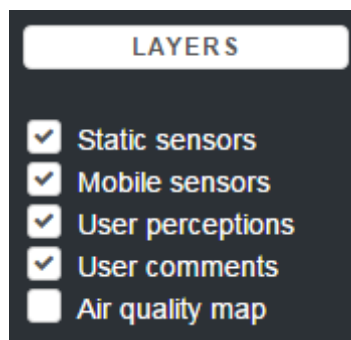 LAYERS
Static sensors
Mobile sensors
User perceptions
User comments
Air quality map